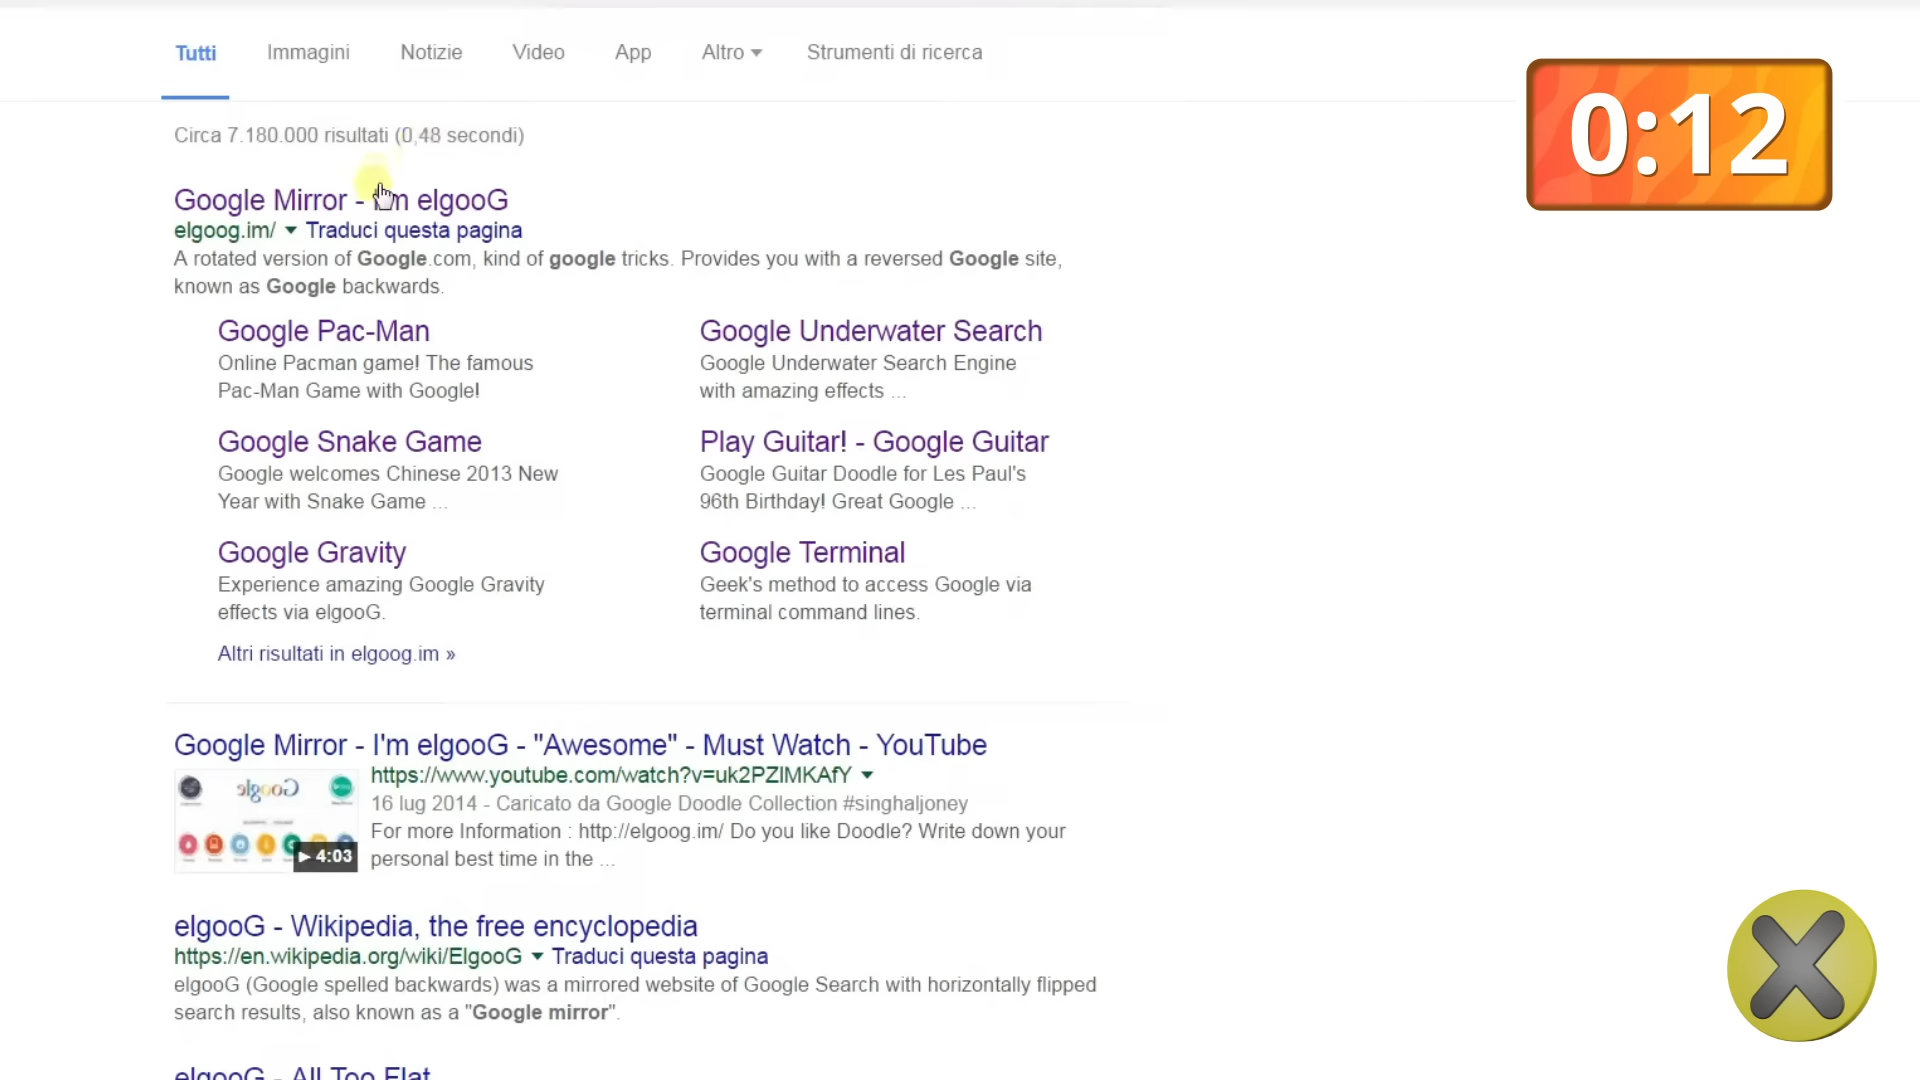 Tutti Immagini Notizie Video App Altro Strumenti di ricerca
0:12
Circa 7.180.000 risultati (0,48 secondi)
Google Mirror - I'm elgooG
elgoog.im/ Traduci questa pagina
A rotated version of Google.com, kind of google tricks. Provides you with a reversed Google site,
known as Google backwards.
Google Pac-Man
Online Pacman game! The famous
Pac-Man Game with Google!
Google Underwater Search
Google Underwater Search Engine
with amazing effects ...
Google Snake Game
Google welcomes Chinese 2013 New
Year with Snake Game ...
Play Guitar! - Google Guitar
Google Guitar Doodle for Les Paul's
96th Birthday! Great Google ...
Google Gravity
Experience amazing Google Gravity
effects via elgooG.
Google Terminal
Geek's method to access Google via
terminal command lines.
Altri risultati in elgoog.im »
Google Mirror - I'm elgooG - "Awesome" - Must Watch - YouTube
https://www.youtube.com/watch?v=uk2PZlMKAfY
Google
4:03
16 lug 2014 - Caricato da Google Doodle Collection #singhaljoney
For more Information : http://elgoog.im/ Do you like Doodle? Write down your
personal best time in the ...
elgooG - Wikipedia, the free encyclopedia
https://en.wikipedia.org/wiki/ElgooG Traduci questa pagina
elgooG (Google spelled backwards) was a mirrored website of Google Search with horizontally flipped
search results, also known as a "Google mirror".
elgooG - All Too Flat